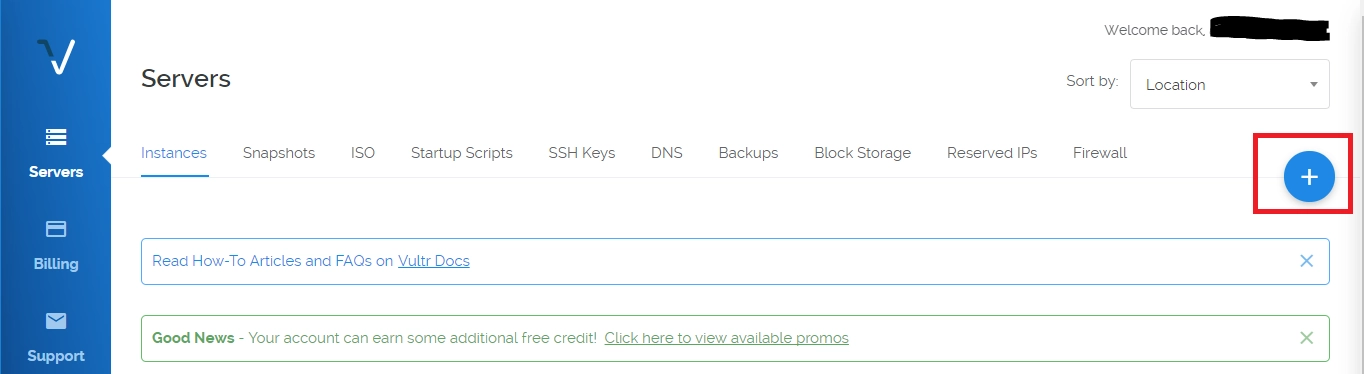 Welcome back,
Servers
Sort by: Location
Instances Snapshots ISO Startup Scripts SSH Keys DNS Backups Block Storage Reserved IPs Firewall
Servers
Billing
Support
Read How-To Articles and FAQs on Vultr Docs
Good News - Your account can earn some additional free credit! Click here to view available promos